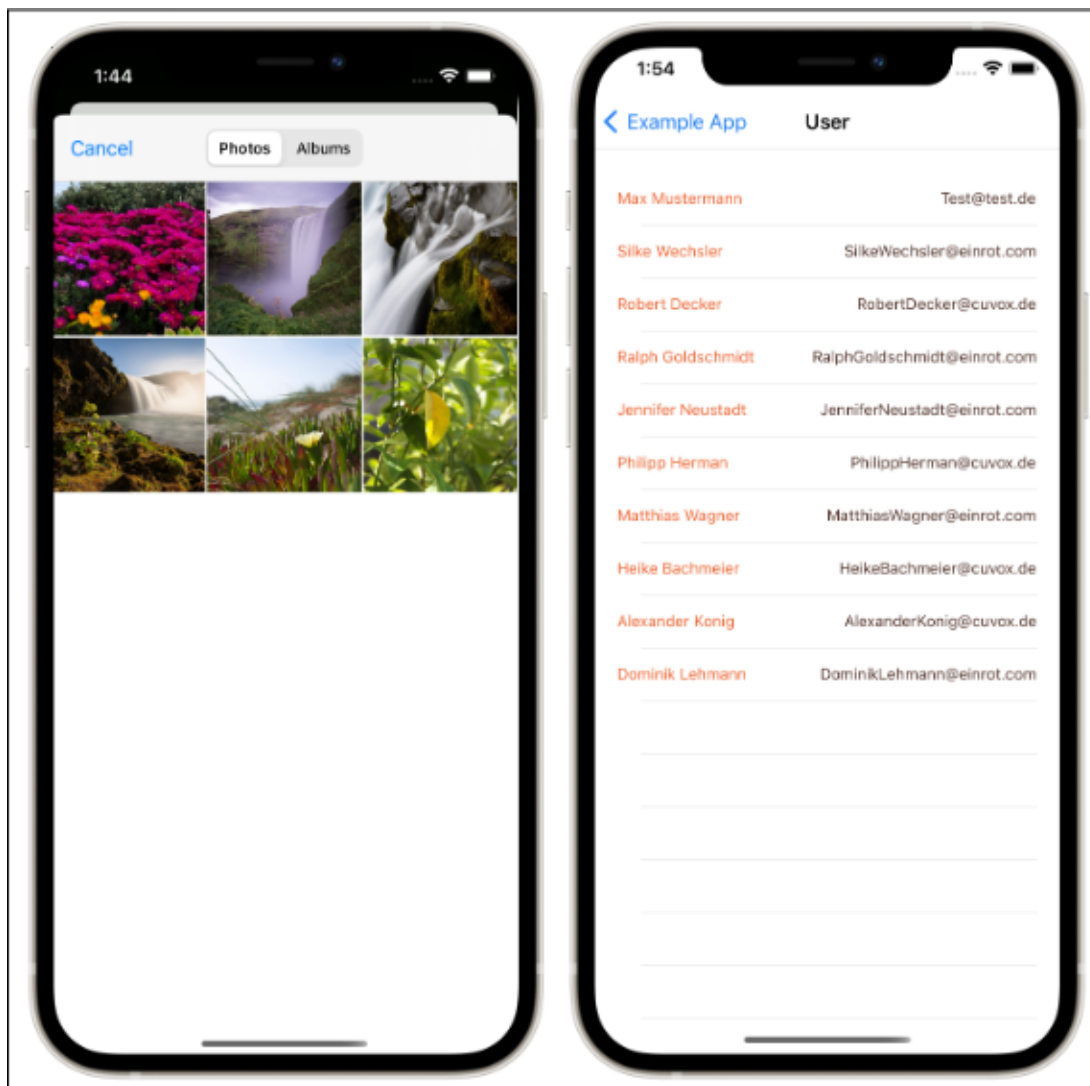 1:44
Cancel Photos Albums
1:54
Example App User
Max Mustermann Test@test.de
Silke Wechsler SilkeWechsler@einrot.com
Robert Decker RobertDecker@cuvox.de
Ralph Goldschmidt RalphGoldschmidt@einrot.com
Jennifer Neustadt JenniferNeustadt@einrot.com
Philipp Herman PhilippHerman@cuvox.de
Matthias Wagner MatthiasWagner@einrot.com
Heike Bachmeier HeikeBachmeier@cuvox.de
Alexander Konig AlexanderKonig@cuvox.de
Dominik Lehmann DominikLehmann@einrot.com